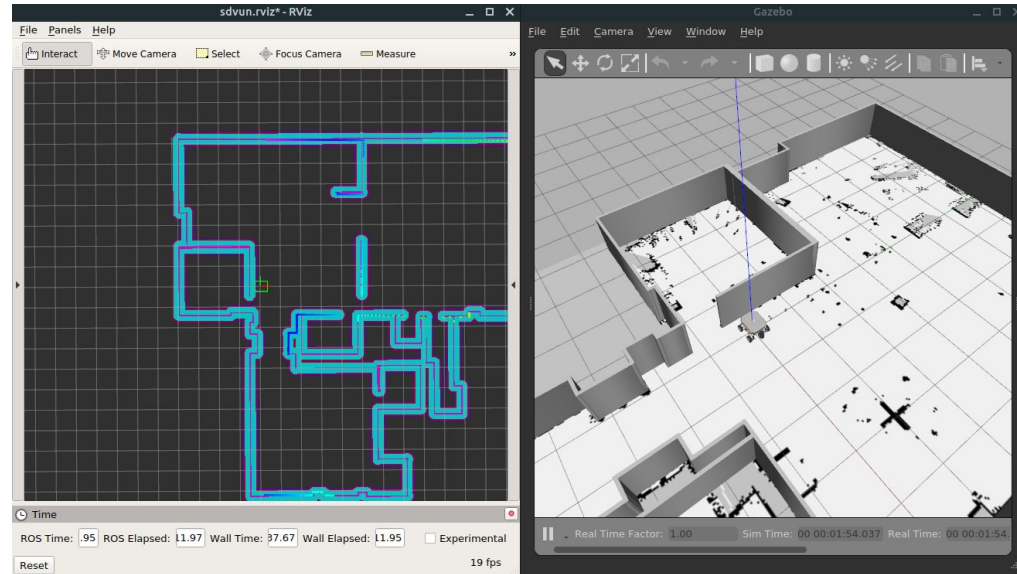 sdvun.rviz* - RViz
File Panels Help
Interact Move Camera Select Focus Camera Measure »
Time
ROS Time: .95 ROS Elapsed: 11.97 Wall Time: 37.67 Wall Elapsed: 11.95 Experimental
Reset 19 fps
Gazebo
File Edit Camera View Window Help
Real Time Factor: 1.00 Sim Time: 00 00:01:54.037 Real Time: 00 00:01:54.